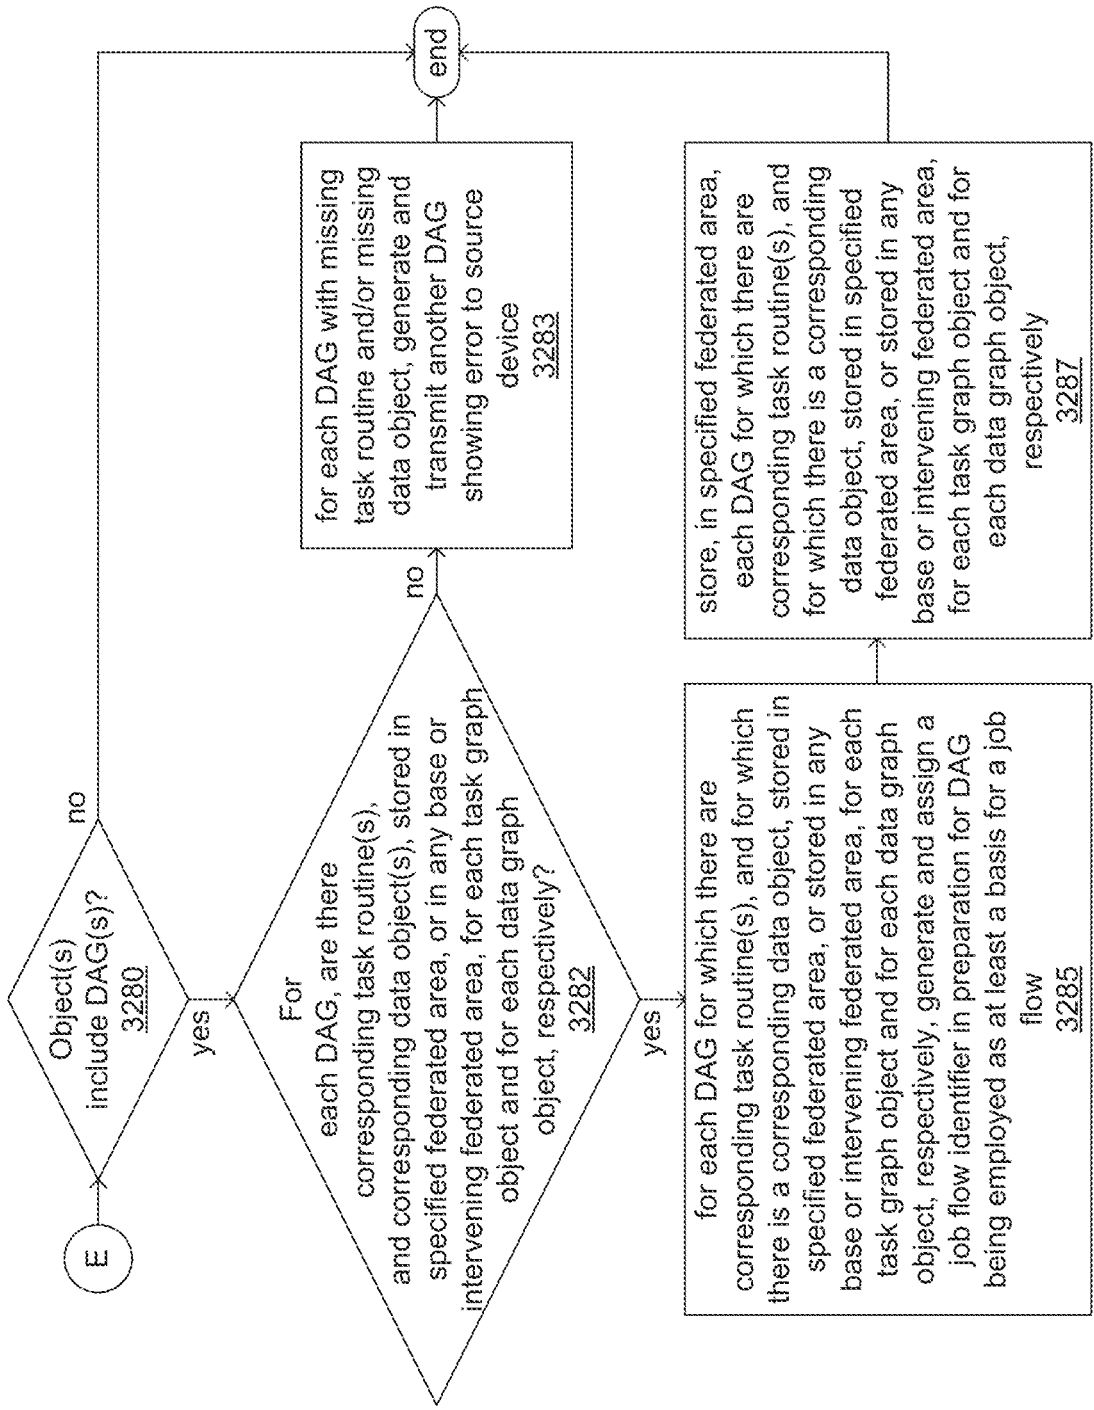 E
Object(s)
include DAG(s)?
3280
no
yes
For
each DAG, are there
corresponding task routine(s),
and corresponding data object(s), stored in
specified federated area, or in any base or
intervening federated area, for each task graph
object and for each data graph
object, respectively?
3282
no
yes
for each DAG with missing
task routine and/or missing
data object, generate and
transmit another DAG
showing error to source
device
3283
end
for each DAG for which there are
corresponding task routine(s), and for which
there is a corresponding data object, stored in
specified federated area, or stored in any
base or intervening federated area, for each
task graph object and for each data graph
object, respectively, generate and assign a
job flow identifier in preparation for DAG
being employed as at least a basis for a job
flow
3285
store, in specified federated area,
each DAG for which there are
corresponding task routine(s), and
for which there is a corresponding
data object, stored in specified
federated area, or stored in any
base or intervening federated area,
for each task graph object and for
each data graph object,
respectively
3287